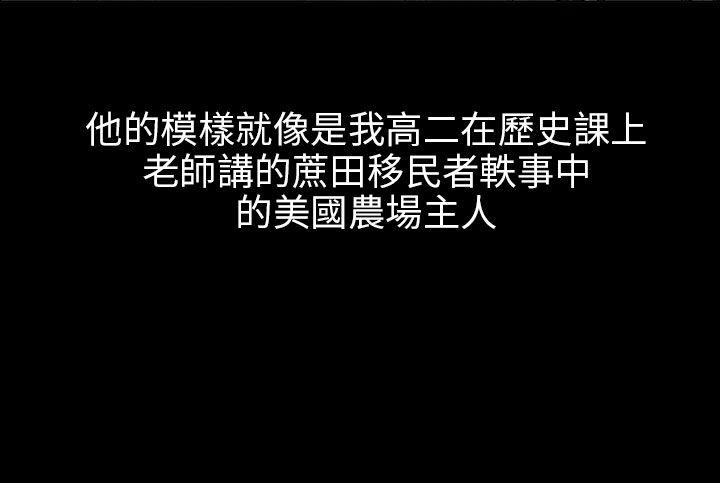 他的模樣就像是我高二在歷史課上
老師講的蔗田移民者軼事中
的美國農場主人